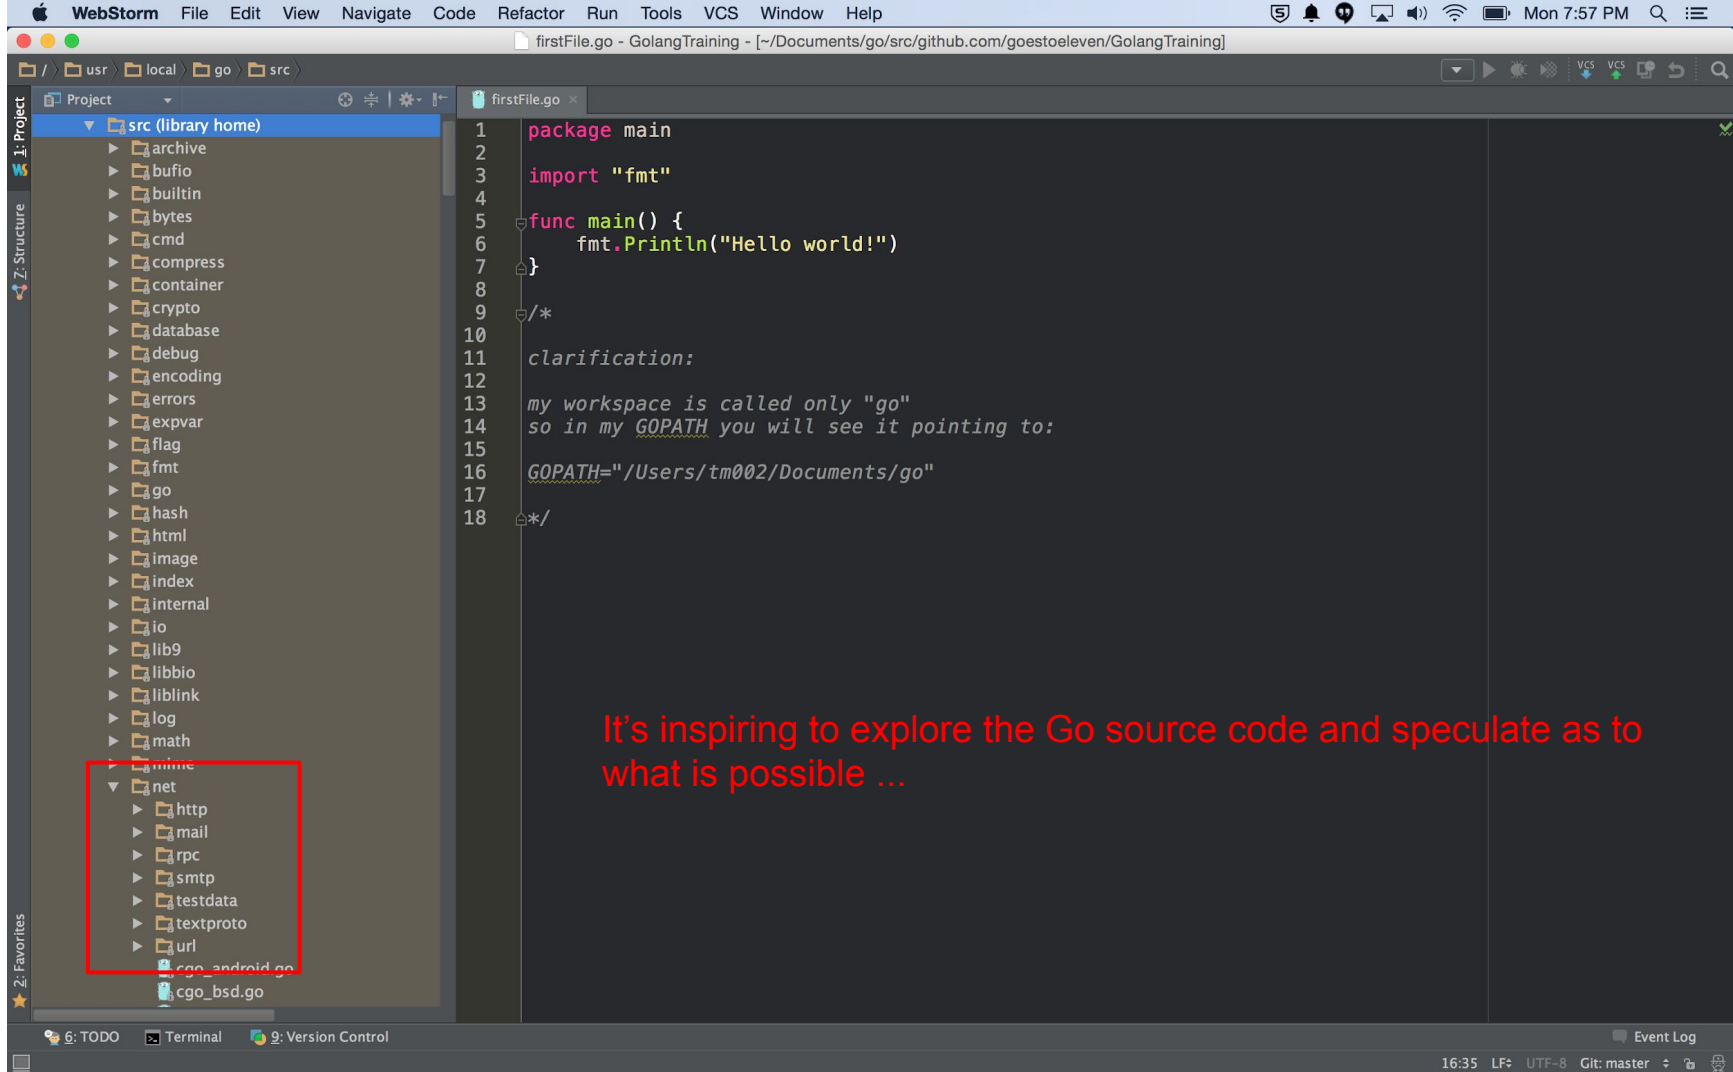 WebStorm File Edit View Navigate Code Refactor Run Tools VCS Window Help Mon 7:57 PM
firstFile.go - GolangTraining - [~/Documents/go/src/github.com/goestoeleven/GolangTraining]
/ usr local go src VCS VCS
Project
firstFile.go
1: Project
7: Structure
2: Favorites
src (library home)
archive
bufio
builtin
bytes
cmd
compress
container
crypto
database
debug
encoding
errors
expvar
flag
fmt
go
hash
html
image
index
internal
io
lib9
libbio
liblink
log
math
mime
net
http
mail
rpc
smtp
testdata
textproto
url
cgo_android.go
cgo_bsd.go
1 package main
2
3 import "fmt"
4
5 func main() {
6 fmt.Println("Hello world!")
7 }
8
9 /*
10
11 clarification:
12
13 my workspace is called only "go"
14 so in my GOPATH you will see it pointing to:
15
16 GOPATH="/Users/tm002/Documents/go"
17
18 */
It's inspiring to explore the Go source code and speculate as to
what is possible ...
6: TODO Terminal 9: Version Control Event Log
16:35 LF UTF-8 Git: master